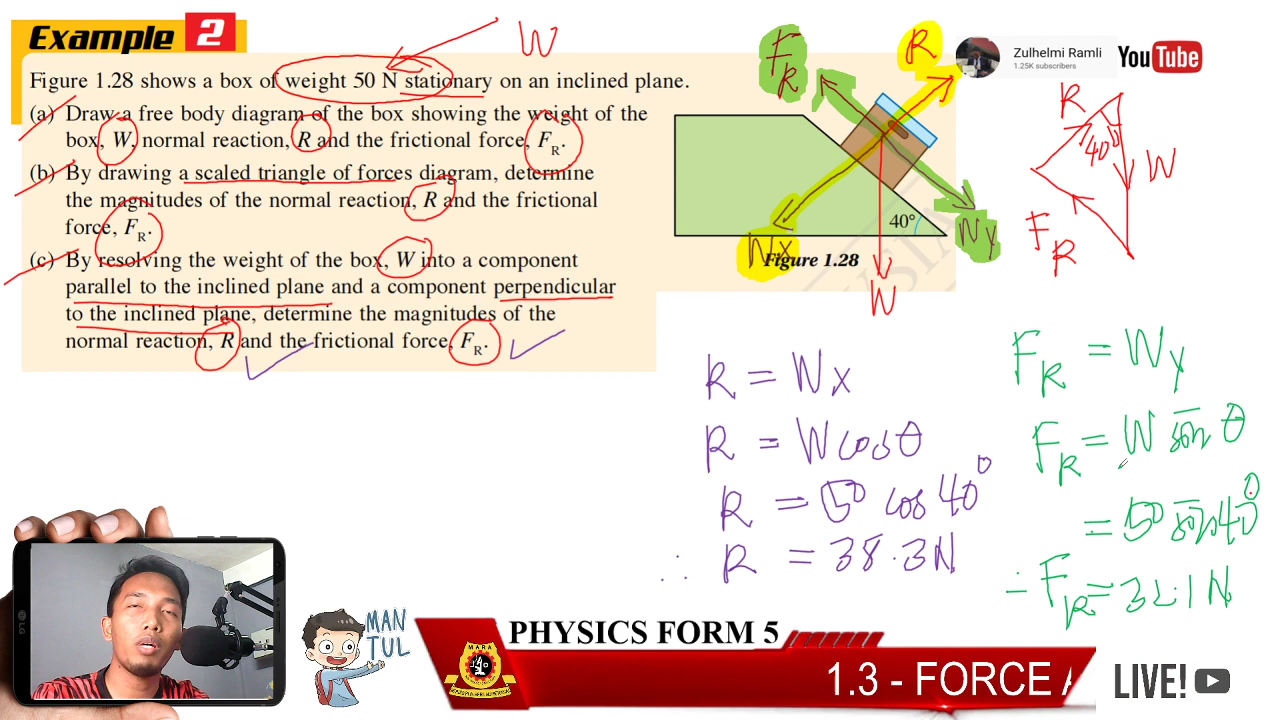 Example 2
W
Figure 1.28 shows a box of weight 50 N stationary on an inclined plane.
(a) Draw a free body diagram of the box showing the weight of the
box, W, normal reaction, R and the frictional force, FR.
(b) By drawing a scaled triangle of forces diagram, determine
the magnitudes of the normal reaction, R and the frictional
force, FR.
(c) By resolving the weight of the box, W into a component
parallel to the inclined plane and a component perpendicular
to the inclined plane, determine the magnitudes of the
normal reaction, R and the frictional force, FR.
FR
R
Zulhelmi Ramli
1.25K subscribers
YouTube
40°
Wx
Wy
Figure 1.28
W
R
40°
W
FR
R = Wx
R = W cos θ
R = 50 cos 40°
∴ R = 38.3 N
FR = Wy
FR = W sin θ
= 50 sin 40°
∴ FR = 32.1 N
LG
MAN
TUL
MARA
PHYSICS FORM 5
1.3 - FORCE
LIVE!